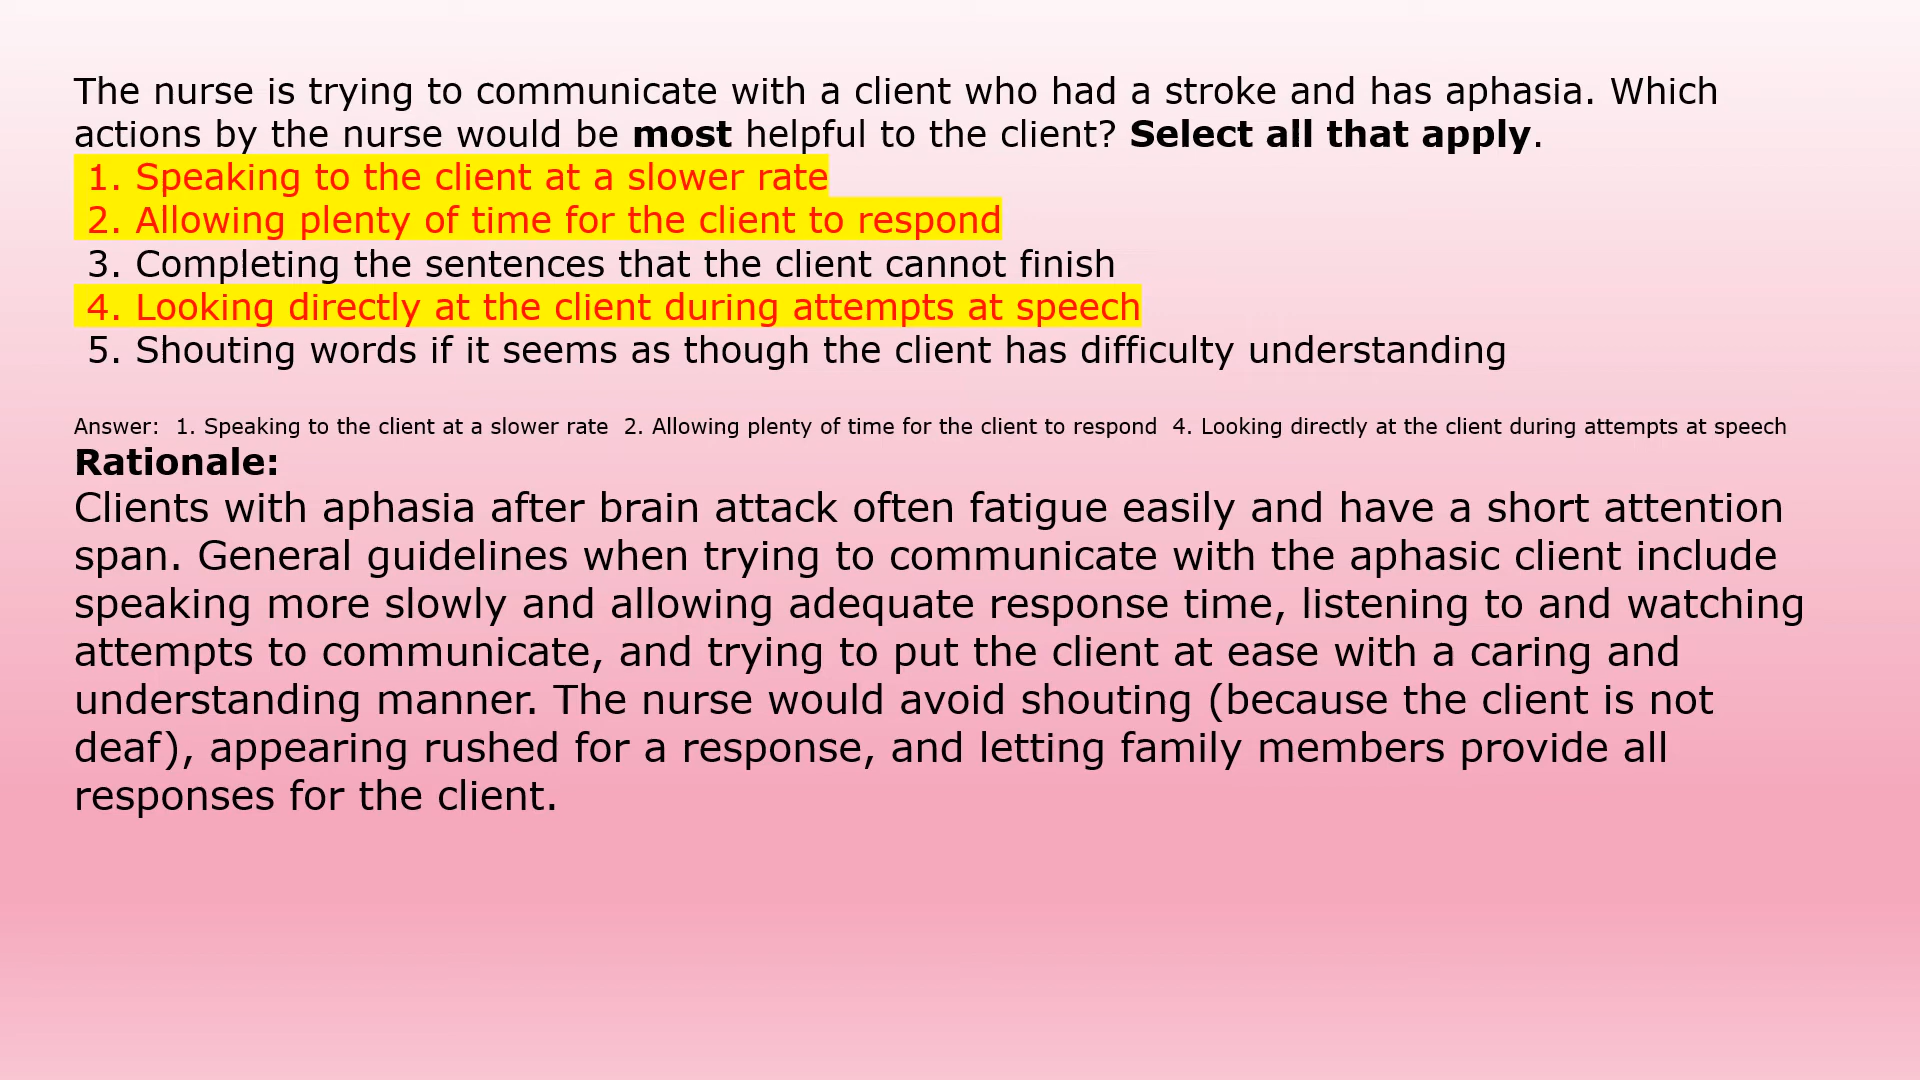 The nurse is trying to communicate with a client who had a stroke and has aphasia. Which
actions by the nurse would be most helpful to the client? Select all that apply.
1. Speaking to the client at a slower rate
2. Allowing plenty of time for the client to respond
3. Completing the sentences that the client cannot finish
4. Looking directly at the client during attempts at speech
5. Shouting words if it seems as though the client has difficulty understanding
Answer: 1. Speaking to the client at a slower rate 2. Allowing plenty of time for the client to respond 4. Looking directly at the client during attempts at speech
Rationale:
Clients with aphasia after brain attack often fatigue easily and have a short attention
span. General guidelines when trying to communicate with the aphasic client include
speaking more slowly and allowing adequate response time, listening to and watching
attempts to communicate, and trying to put the client at ease with a caring and
understanding manner. The nurse would avoid shouting (because the client is not
deaf), appearing rushed for a response, and letting family members provide all
responses for the client.